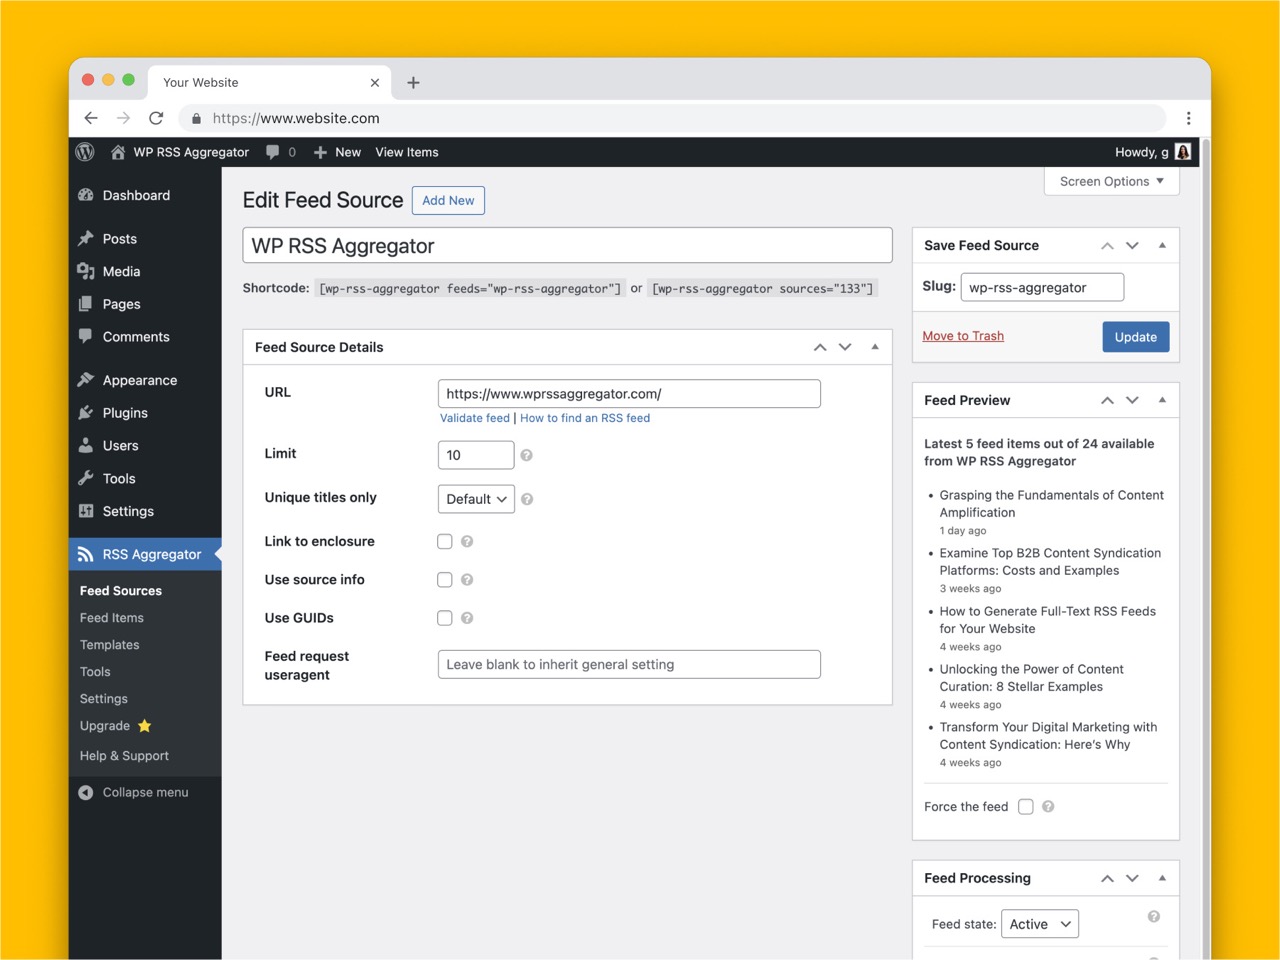 Your Website
https://www.website.com
WP RSS Aggregator 0 New View Items
Howdy, g
Screen Options
Dashboard
Posts
Media
Pages
Comments
Appearance
Plugins
Users
Tools
Settings
RSS Aggregator
Feed Sources
Feed Items
Templates
Tools
Settings
Upgrade
Help & Support
Collapse menu
Edit Feed Source
Add New
WP RSS Aggregator
Shortcode: [wp-rss-aggregator feeds="wp-rss-aggregator"] or [wp-rss-aggregator sources="133"]
Feed Source Details
URL
https://www.wprssaggregator.com/
Validate feed | How to find an RSS feed
Limit
10
?
Unique titles only
Default
?
Link to enclosure
?
Use source info
?
Use GUIDs
?
Feed request
useragent
Leave blank to inherit general setting
Save Feed Source
Slug: wp-rss-aggregator
Move to Trash
Update
Feed Preview
Latest 5 feed items out of 24 available
from WP RSS Aggregator
• Grasping the Fundamentals of Content
Amplification
1 day ago
• Examine Top B2B Content Syndication
Platforms: Costs and Examples
3 weeks ago
• How to Generate Full-Text RSS Feeds
for Your Website
4 weeks ago
• Unlocking the Power of Content
Curation: 8 Stellar Examples
4 weeks ago
• Transform Your Digital Marketing with
Content Syndication: Here's Why
4 weeks ago
Force the feed
?
Feed Processing
Feed state: Active
?